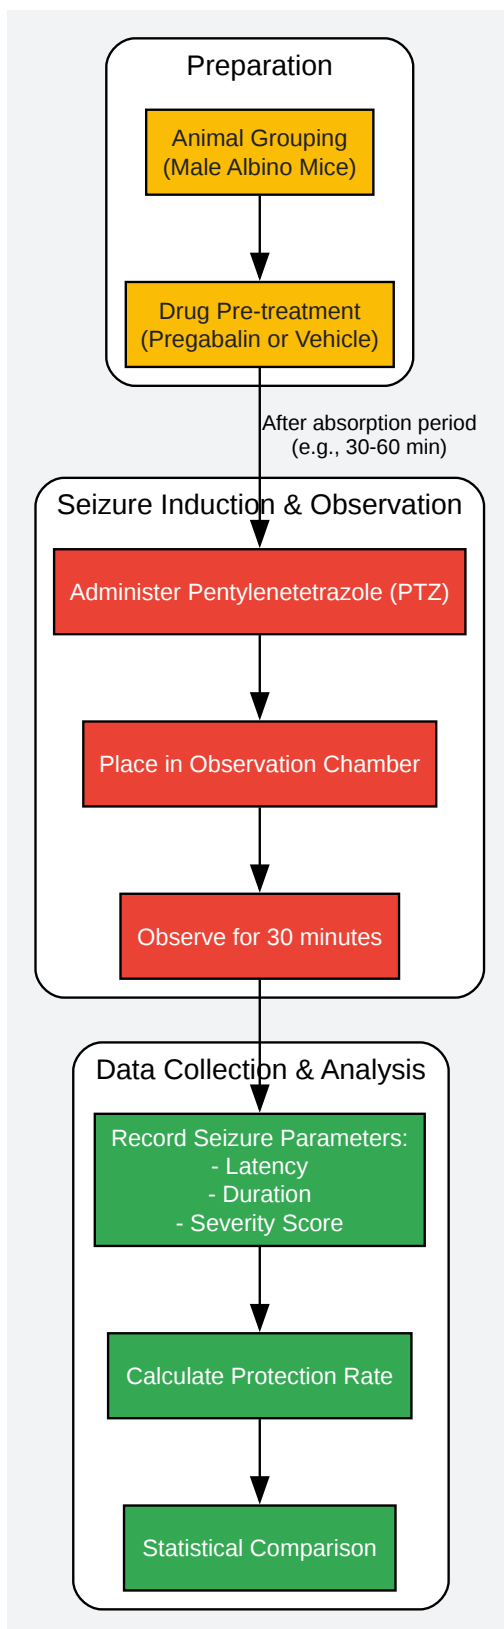 Preparation
Animal Grouping
(Male Albino Mice)
Drug Pre-treatment
(Pregabalin or Vehicle)
After absorption period
(e.g., 30-60 min)
Seizure Induction & Observation
Administer Pentylenetetrazole (PTZ)
Place in Observation Chamber
Observe for 30 minutes
Data Collection & Analysis
Record Seizure Parameters:
- Latency
- Duration
- Severity Score
Calculate Protection Rate
Statistical Comparison